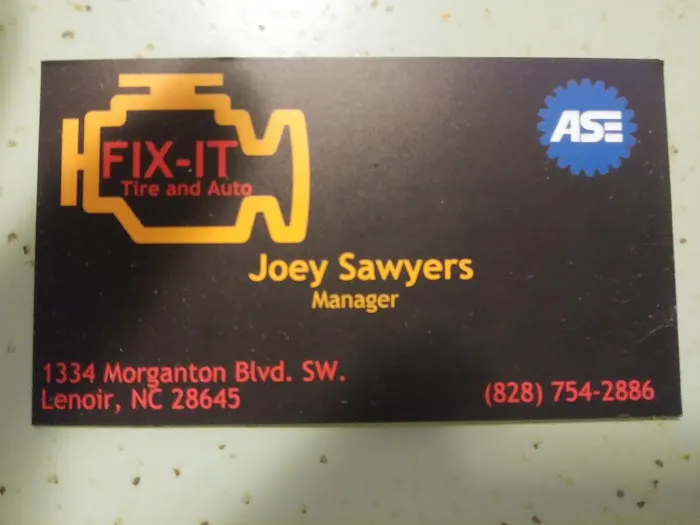 FIX-IT
Tire and Auto
ASE
Joey Sawyers
Manager
1334 Morganton Blvd. SW.
Lenoir, NC 28645
(828) 754-2886